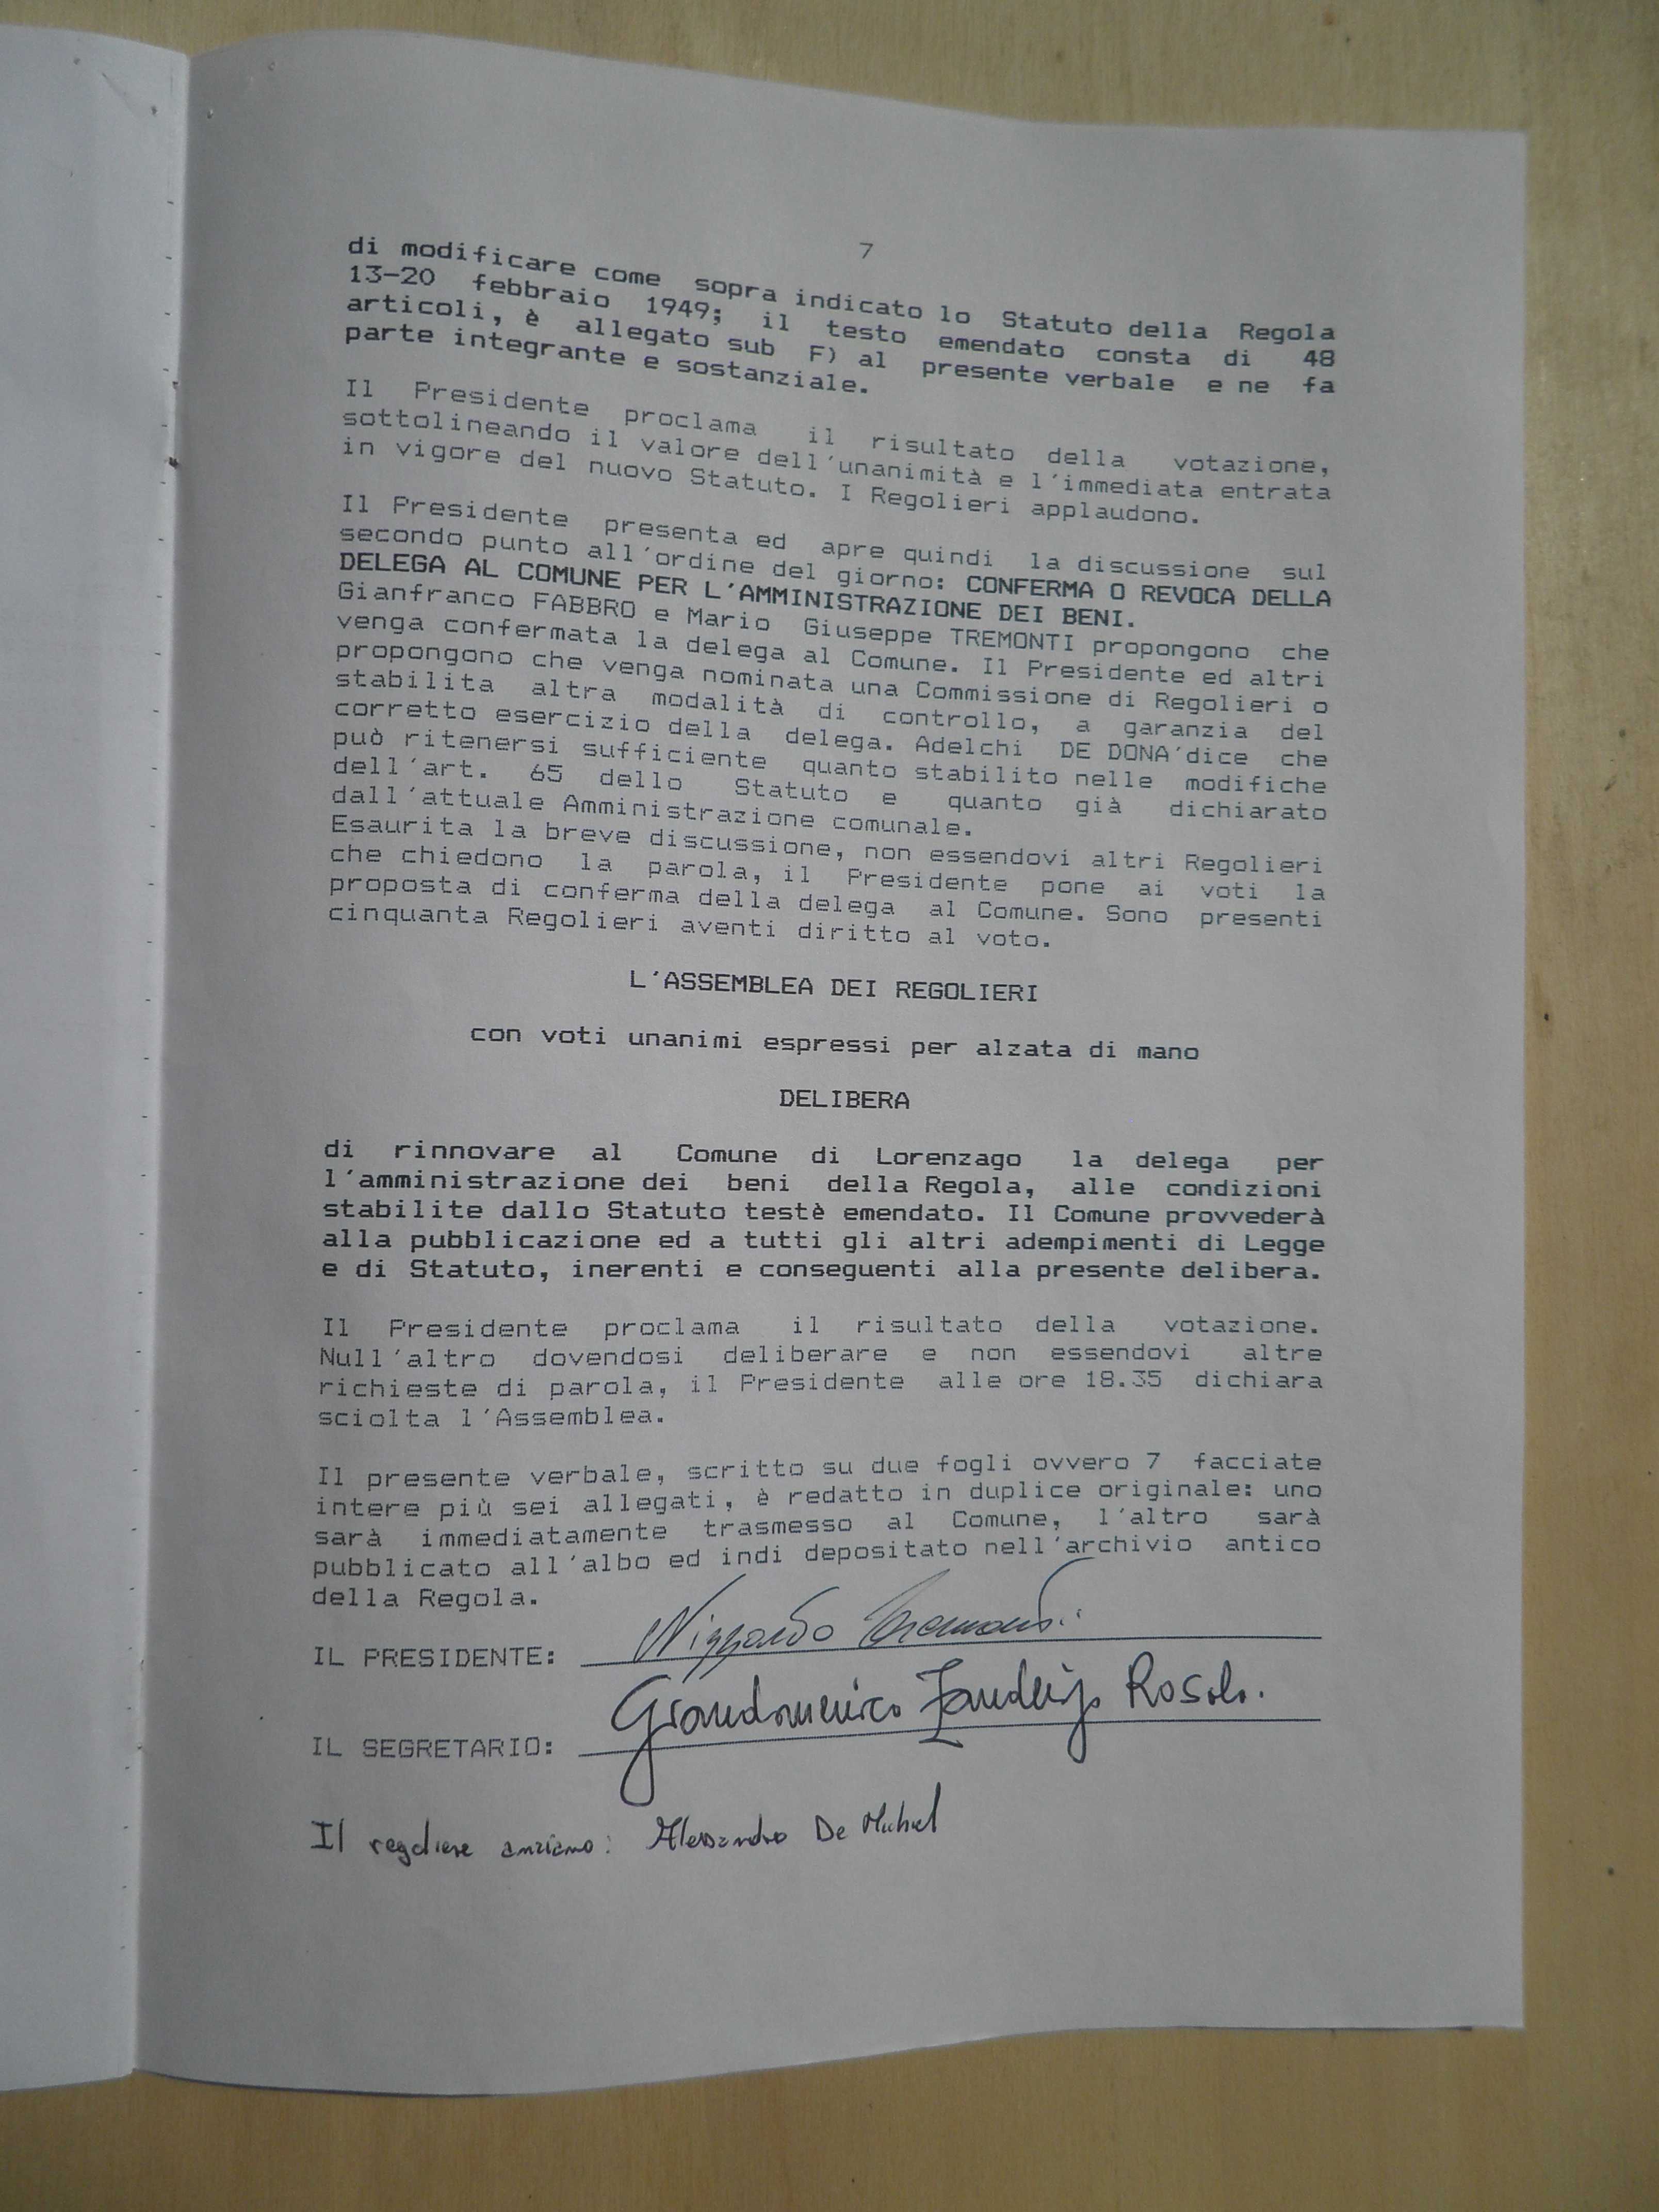 7
di modificare come sopra indicato lo Statuto della Regola
13-20 febbraio 1949; il testo emendato consta di 48
articoli, è allegato sub F) al presente verbale e ne fa
parte integrante e sostanziale.
Il Presidente proclama il risultato della votazione,
sottolineando il valore dell'unanimità e l'immediata entrata
in vigore del nuovo Statuto. I Regolieri applaudono.
Il Presidente presenta ed apre quindi la discussione sul
secondo punto all'ordine del giorno: CONFERMA O REVOCA DELLA
DELEGA AL COMUNE PER L'AMMINISTRAZIONE DEI BENI.
Gianfranco FABBRO e Mario Giuseppe TREMONTI propongono che
venga confermata la delega al Comune. Il Presidente ed altri
propongono che venga nominata una Commissione di Regolieri o
stabilita altra modalità di controllo, a garanzia del
corretto esercizio della delega. Adelchi DE DONA'dice che
può ritenersi sufficiente quanto stabilito nelle modifiche
dell'art. 65 dello Statuto e quanto già dichiarato
dall'attuale Amministrazione comunale.
Esaurita la breve discussione, non essendovi altri Regolieri
che chiedono la parola, il Presidente pone ai voti la
proposta di conferma della delega al Comune. Sono presenti
cinquanta Regolieri aventi diritto al voto.
L'ASSEMBLEA DEI REGOLIERI
con voti unanimi espressi per alzata di mano
DELIBERA
di rinnovare al Comune di Lorenzago la delega per
l'amministrazione dei beni della Regola, alle condizioni
stabilite dallo Statuto testè emendato. Il Comune provvederà
alla pubblicazione ed a tutti gli altri adempimenti di Legge
e di Statuto, inerenti e conseguenti alla presente delibera.
Il Presidente proclama il risultato della votazione.
Null'altro dovendosi deliberare e non essendovi altre
richieste di parola, il Presidente alle ore 18.35 dichiara
sciolta l'Assemblea.
Il presente verbale, scritto su due fogli ovvero 7 facciate
intere più sei allegati, è redatto in duplice originale: uno
sarà immediatamente trasmesso al Comune, l'altro sarà
pubblicato all'albo ed indi depositato nell'archivio antico
della Regola.
IL PRESIDENTE: Nizzardo Tremonti
IL SEGRETARIO: Giandomenico Zandegi<!-- --> Rosolo.
Il regoliere anziano: Alessandro De Michiel